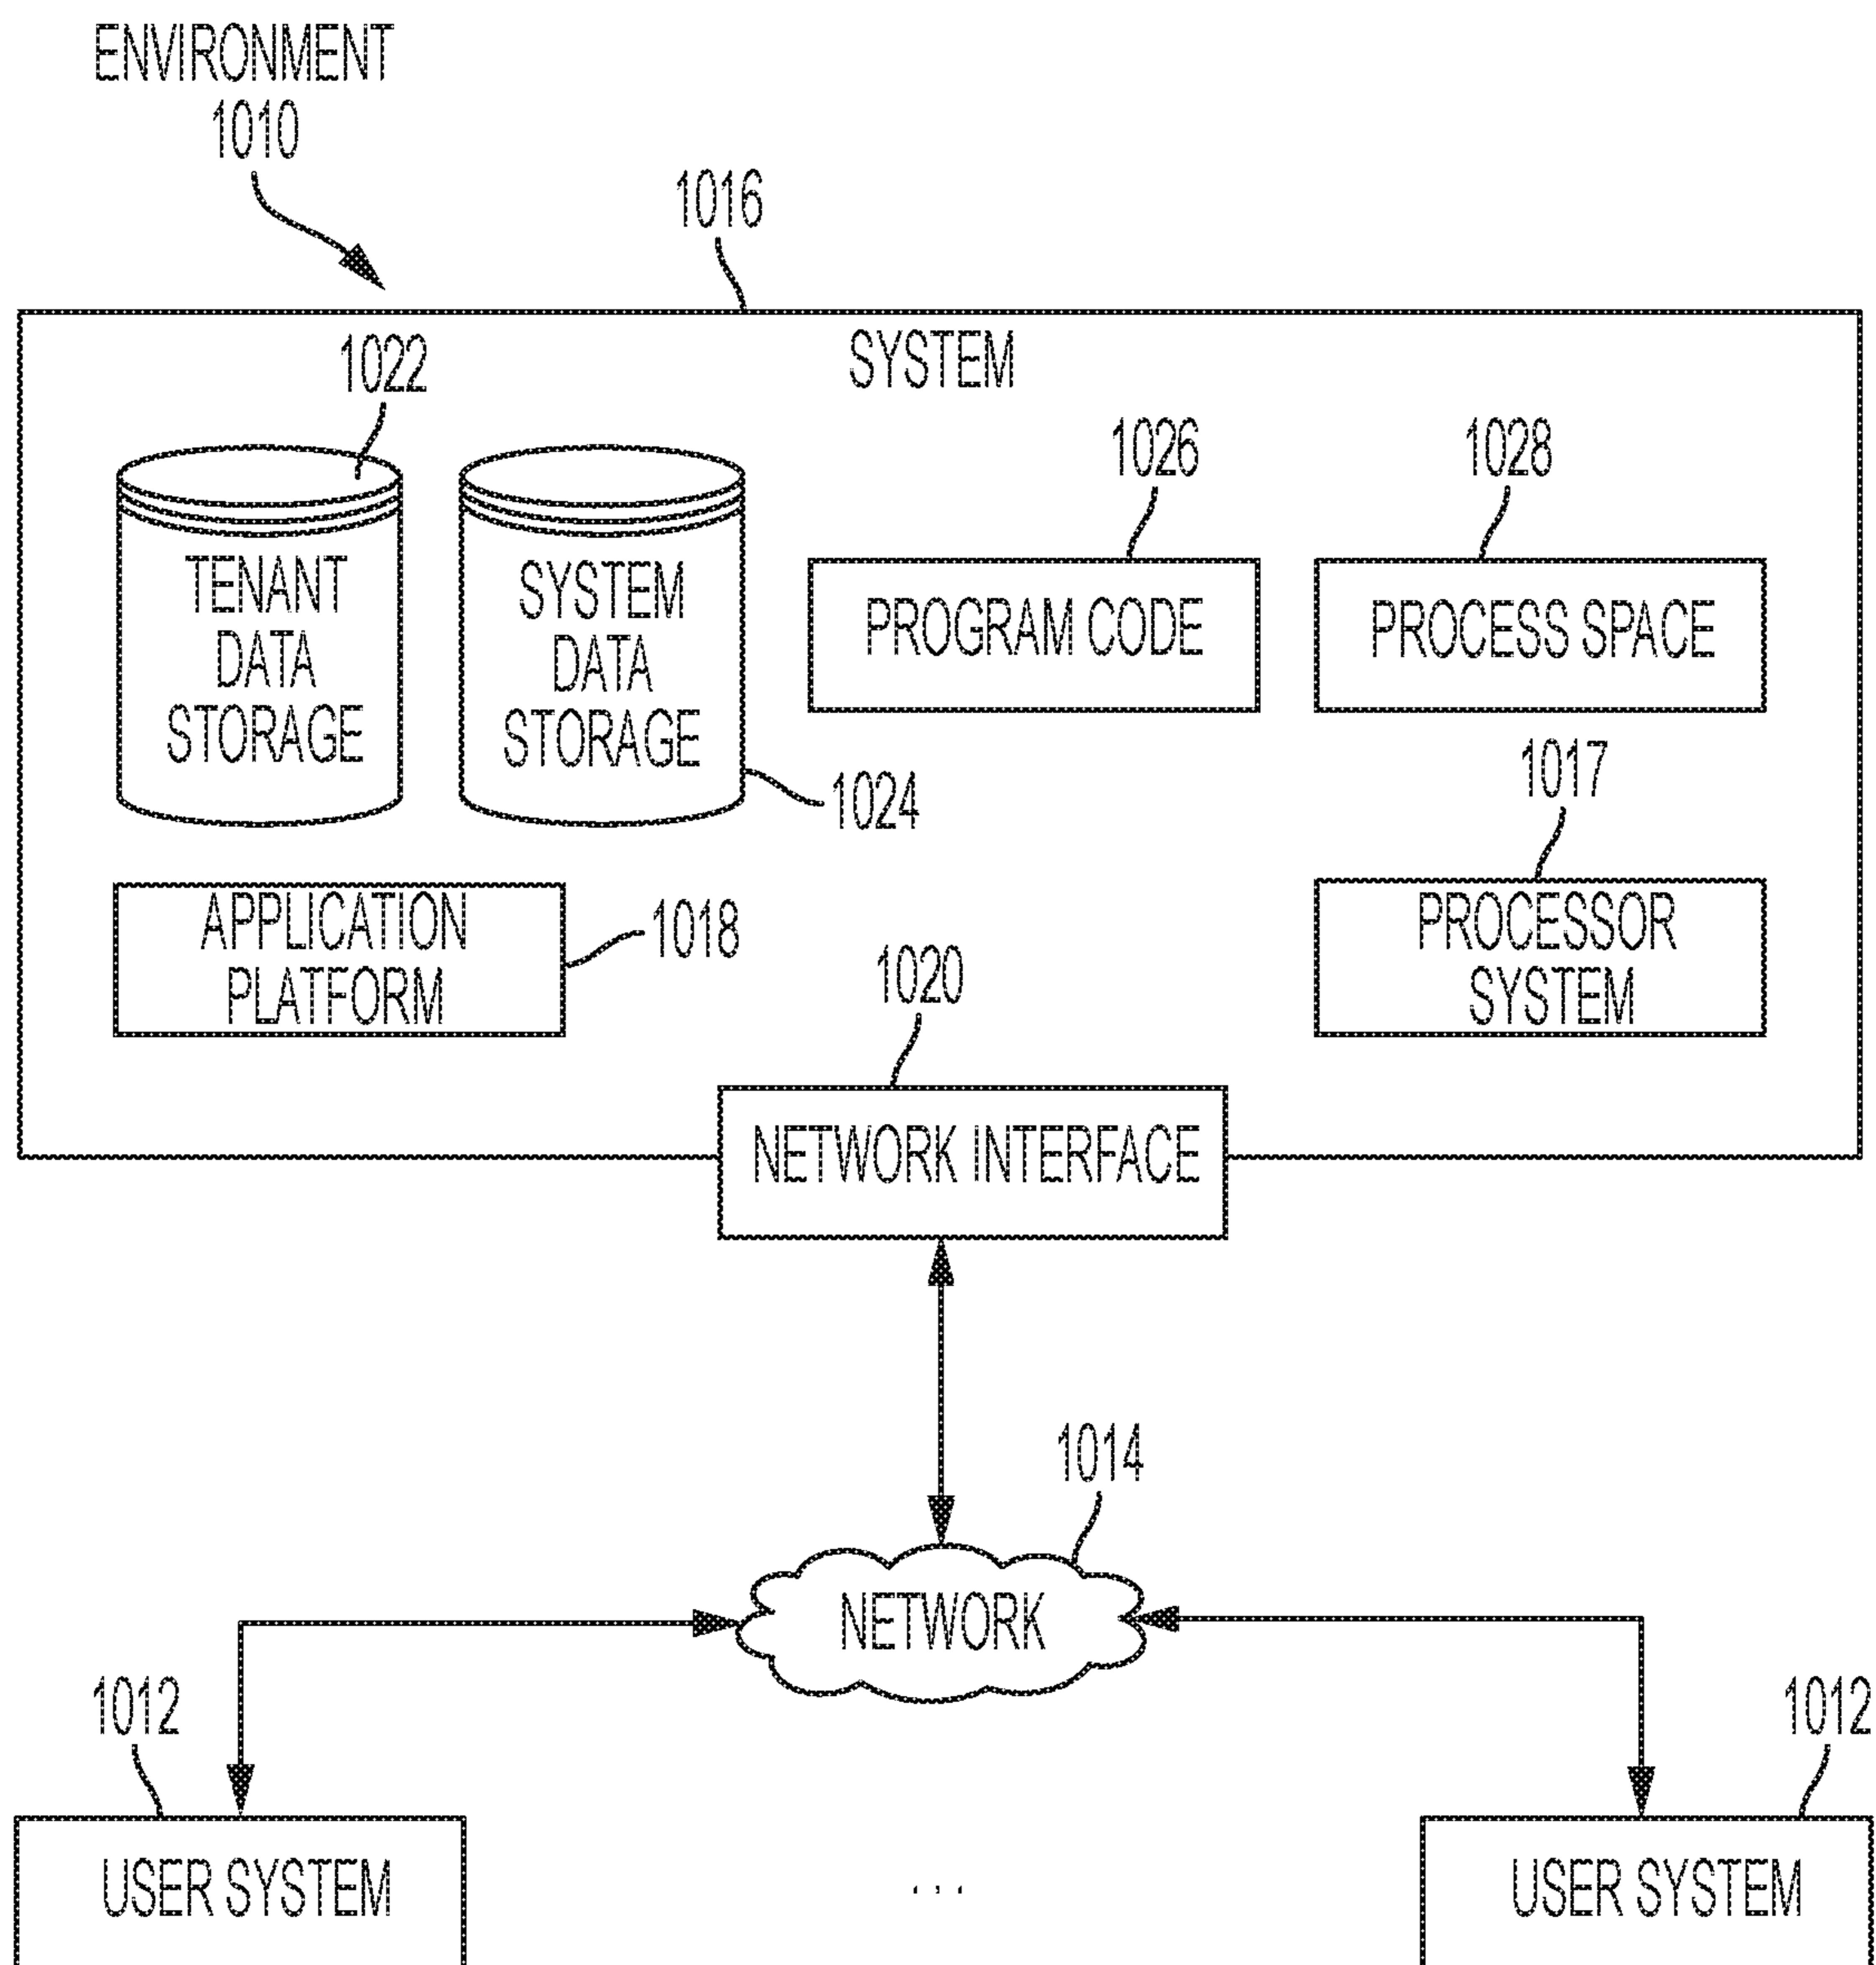 ENVIRONMENT
1010
1016
SYSTEM
1022
1026
1028
TENANT
DATA
STORAGE
SYSTEM
DATA
STORAGE
PROGRAM CODE
PROCESS SPACE
1024
1017
APPLICATION
PLATFORM
1018
PROCESSOR
SYSTEM
1020
NETWORK INTERFACE
1014
NETWORK
1012
1012
USER SYSTEM
. . .
USER SYSTEM